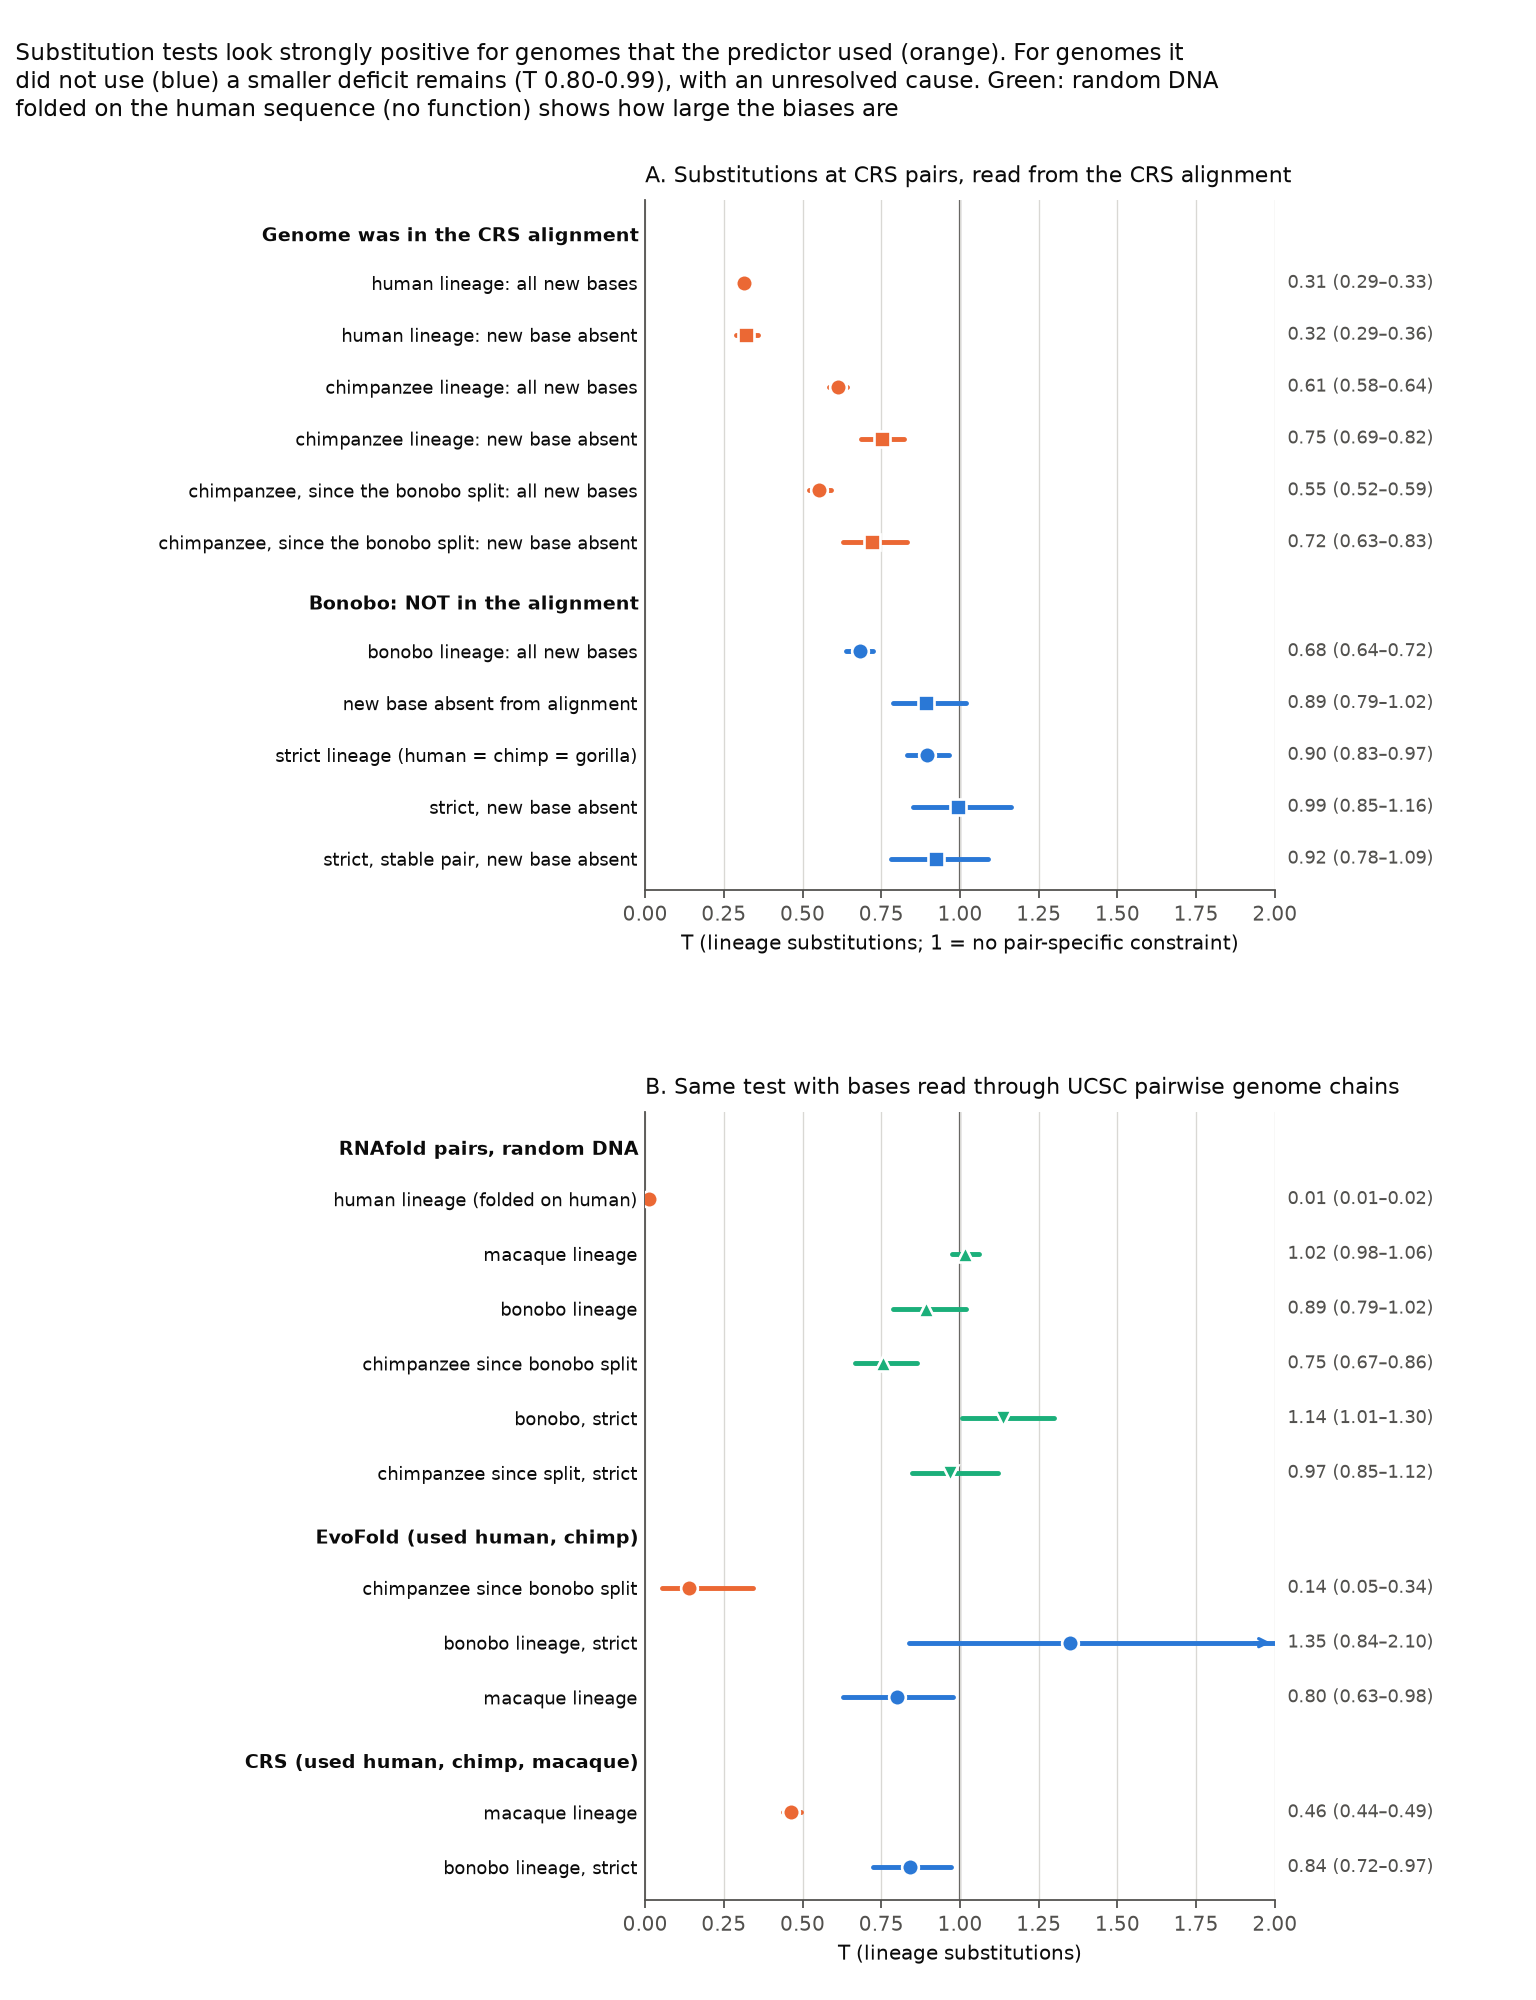 Substitution tests look strongly positive for genomes that the predictor used (orange). For genomes it
did not use (blue) a smaller deficit remains (T 0.80-0.99), with an unresolved cause. Green: random DNA
folded on the human sequence (no function) shows how large the biases are
A. Substitutions at CRS pairs, read from the CRS alignment
Genome was in the CRS alignment
human lineage: all new bases 0.31 (0.29–0.33)
human lineage: new base absent 0.32 (0.29–0.36)
chimpanzee lineage: all new bases 0.61 (0.58–0.64)
chimpanzee lineage: new base absent 0.75 (0.69–0.82)
chimpanzee, since the bonobo split: all new bases 0.55 (0.52–0.59)
chimpanzee, since the bonobo split: new base absent 0.72 (0.63–0.83)
Bonobo: NOT in the alignment
bonobo lineage: all new bases 0.68 (0.64–0.72)
new base absent from alignment 0.89 (0.79–1.02)
strict lineage (human = chimp = gorilla) 0.90 (0.83–0.97)
strict, new base absent 0.99 (0.85–1.16)
strict, stable pair, new base absent 0.92 (0.78–1.09)
0.00 0.25 0.50 0.75 1.00 1.25 1.50 1.75 2.00
T (lineage substitutions; 1 = no pair-specific constraint)
B. Same test with bases read through UCSC pairwise genome chains
RNAfold pairs, random DNA
human lineage (folded on human) 0.01 (0.01–0.02)
macaque lineage 1.02 (0.98–1.06)
bonobo lineage 0.89 (0.79–1.02)
chimpanzee since bonobo split 0.75 (0.67–0.86)
bonobo, strict 1.14 (1.01–1.30)
chimpanzee since split, strict 0.97 (0.85–1.12)
EvoFold (used human, chimp)
chimpanzee since bonobo split 0.14 (0.05–0.34)
bonobo lineage, strict 1.35 (0.84–2.10)
macaque lineage 0.80 (0.63–0.98)
CRS (used human, chimp, macaque)
macaque lineage 0.46 (0.44–0.49)
bonobo lineage, strict 0.84 (0.72–0.97)
0.00 0.25 0.50 0.75 1.00 1.25 1.50 1.75 2.00
T (lineage substitutions)